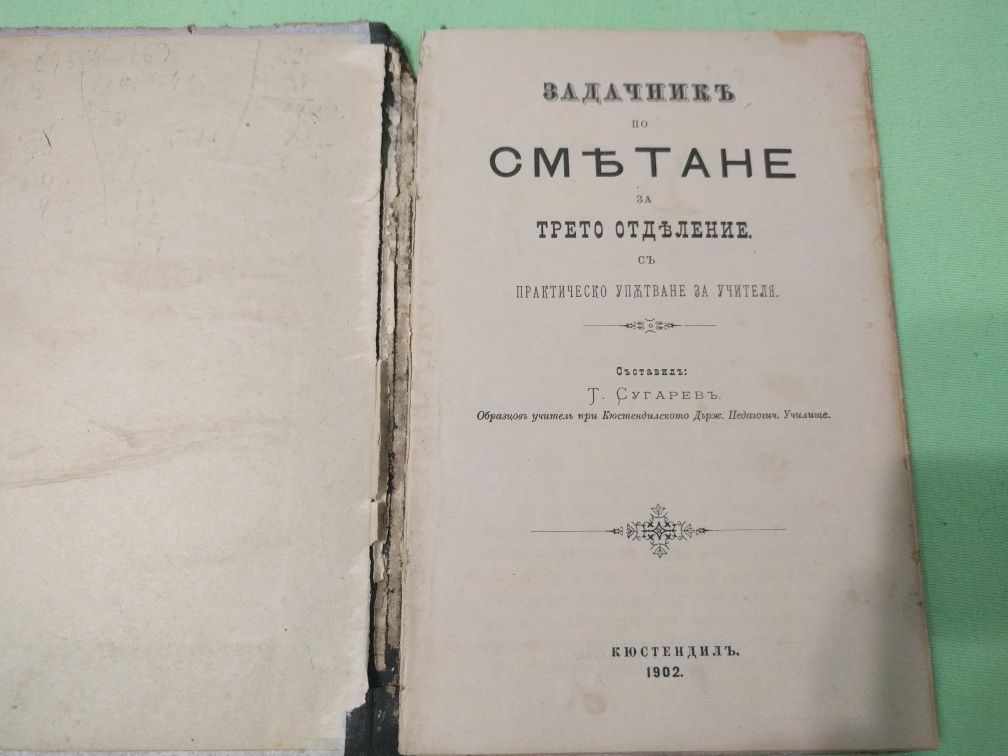 ЗАДАЧНИКЪ
ПО
СМѢТАНЕ
ЗА
ТРЕТО ОТДѢЛЕНИЕ.
СЪ
ПРАКТИЧЕСКО УПѪТВАНЕ ЗА УЧИТЕЛЯ.
Съставилъ:
Т. СУГАРЕВЪ.
Образцовъ учитель при Кюстендилското Държ. Педагогич. Училище.
КЮСТЕНДИЛЪ.
1902.